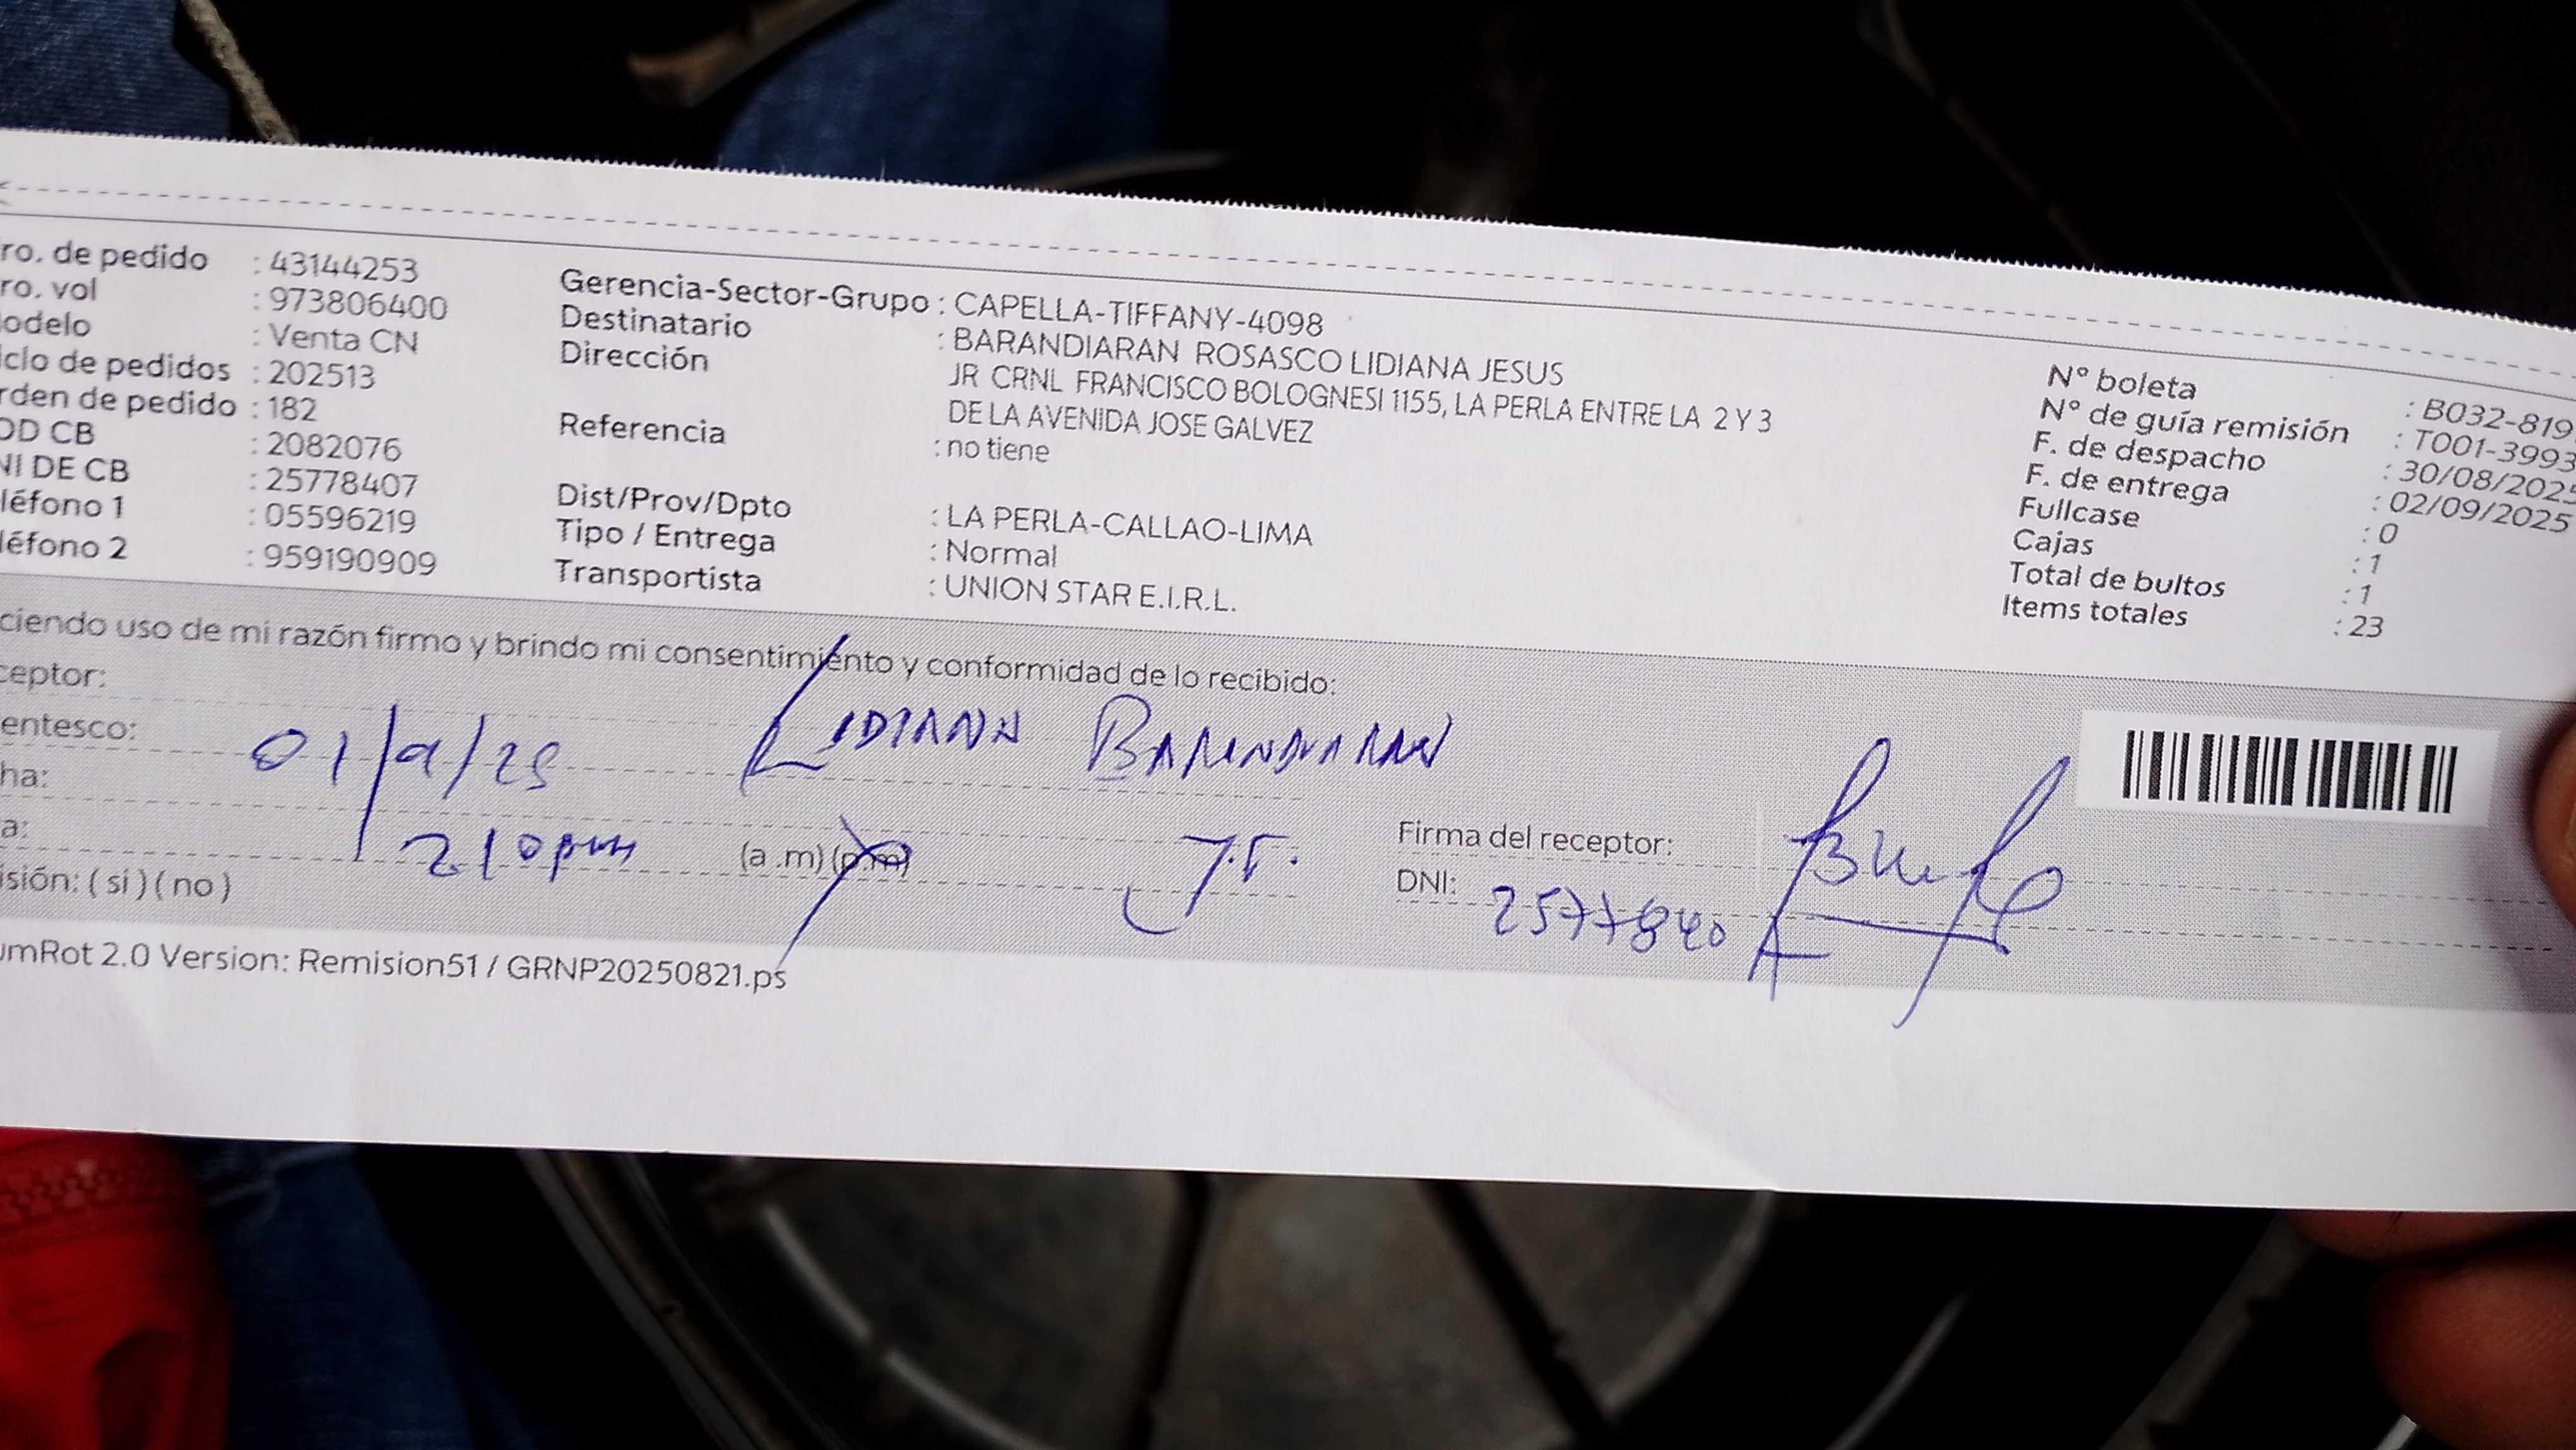 ro. de pedido : 43144253
ro. vol : 973806400
odelo : Venta CN
iclo de pedidos : 202513
rden de pedido : 182
OD CB : 2082076
NI DE CB : 25778407
léfono 1 : 05596219
léfono 2 : 959190909
Gerencia-Sector-Grupo : CAPELLA-TIFFANY-4098
Destinatario : BARANDIARAN ROSASCO LIDIANA JESUS
Dirección JR CRNL FRANCISCO BOLOGNESI 1155, LA PERLA ENTRE LA 2 Y 3
DE LA AVENIDA JOSE GALVEZ
Referencia : no tiene
Dist/Prov/Dpto : LA PERLA-CALLAO-LIMA
Tipo / Entrega : Normal
Transportista : UNION STAR E.I.R.L.
N° boleta : B032-819
N° de guía remisión : T001-3993
F. de despacho : 30/08/2025
F. de entrega : 02/09/2025
Fullcase : 0
Cajas : 1
Total de bultos : 1
Items totales : 23
ciendo uso de mi razón firmo y brindo mi consentimiento y conformidad de lo recibido:
ceptor:
entesco: 01/9/25 LIDIANA BARANDIARAN
ha:
a: 210pm (a .m) (p.m) J.F.
isión: ( sí ) ( no )
Firma del receptor:
DNI: 2577840
umRot 2.0 Version: Remision51 / GRNP20250821.ps